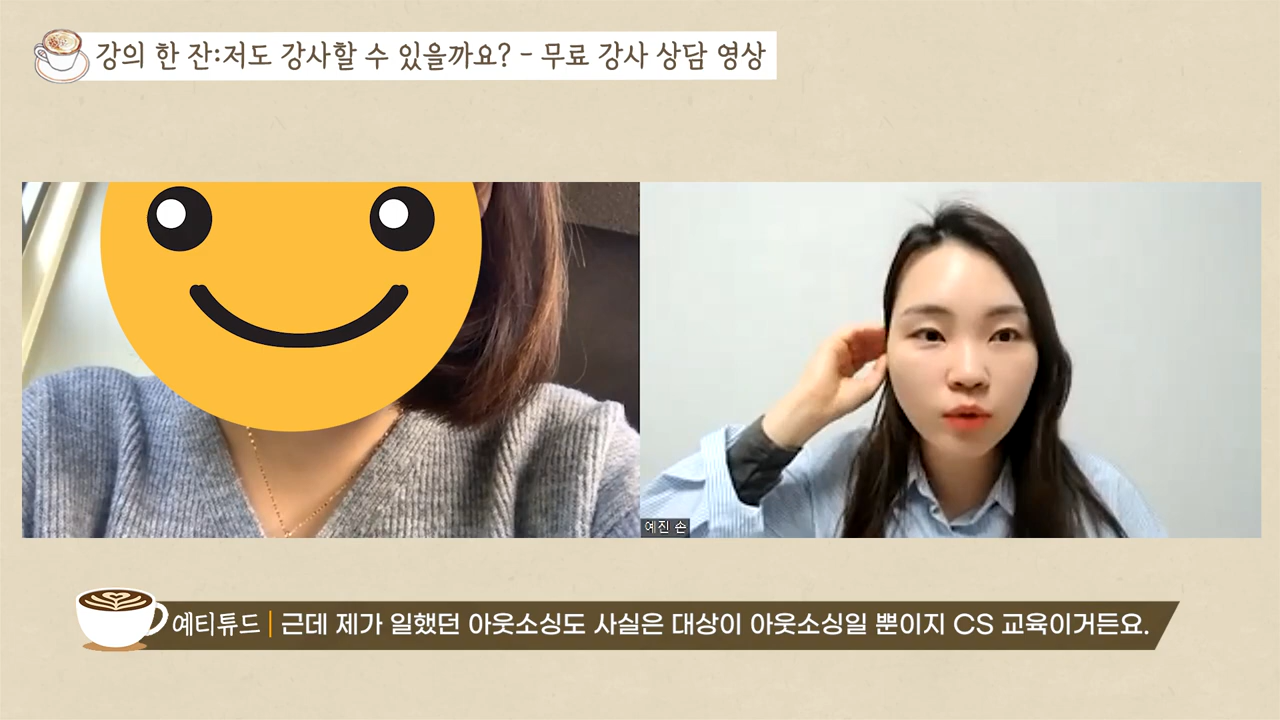 강의 한 잔:저도 강사할 수 있을까요? - 무료 강사 상담 영상
예진 손
예티튜드 | 근데 제가 일했던 아웃소싱도 사실은 대상이 아웃소싱일 뿐이지 CS 교육이거든요.